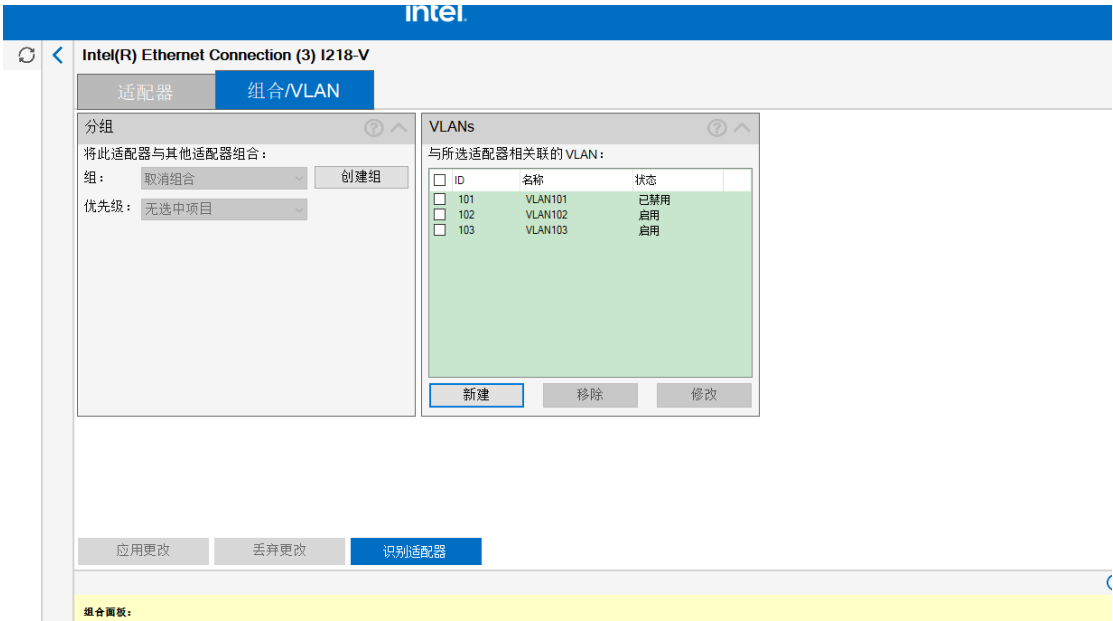 intel.
Intel(R) Ethernet Connection (3) I218-V
适配器 组合/VLAN
分组
将此适配器与其他适配器组合：
组： 取消组合 创建组
优先级： 无选中项目
VLANs
与所选适配器相关联的 VLAN：
ID 名称 状态
101 VLAN101 已禁用
102 VLAN102 启用
103 VLAN103 启用
新建 移除 修改
应用更改 丢弃更改 识别适配器
组合面板：